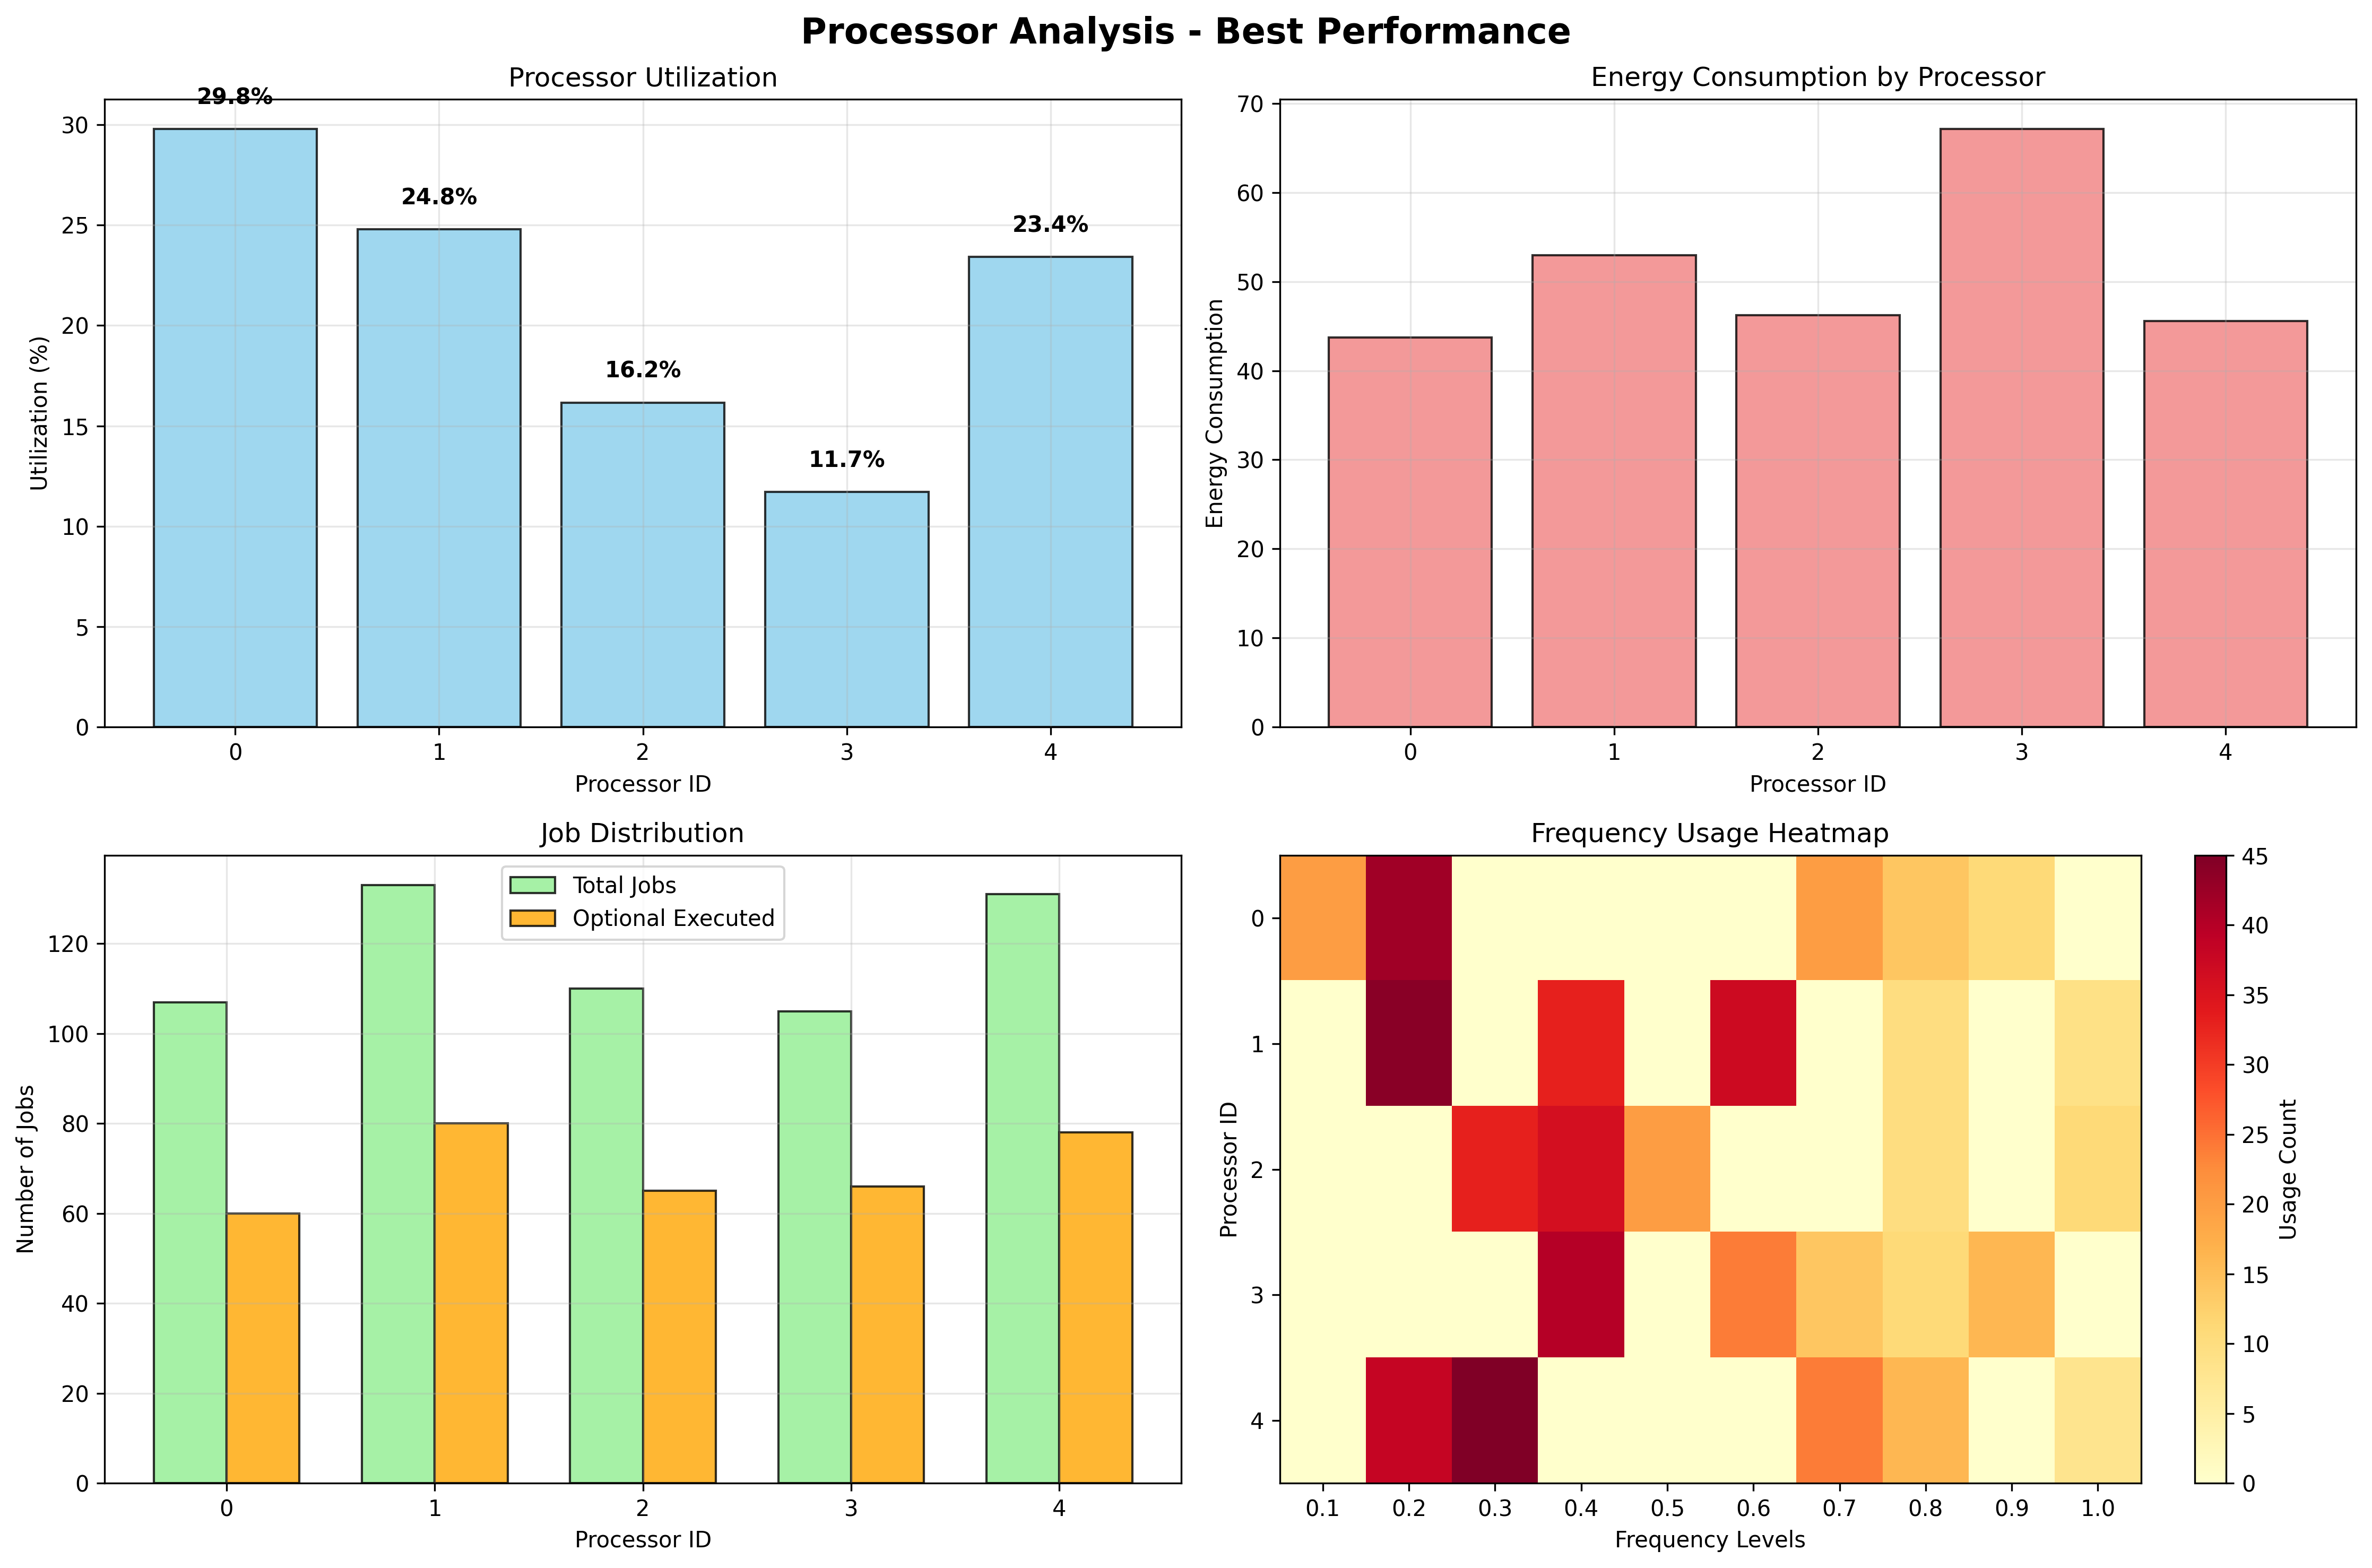 Processor Analysis - Best Performance
Processor Utilization
29.8%
24.8%
16.2%
11.7%
23.4%
30
25
20
15
10
5
0
Utilization (%)
0 1 2 3 4
Processor ID
Energy Consumption by Processor
70
60
50
40
30
20
10
0
Energy Consumption
0 1 2 3 4
Processor ID
Job Distribution
Total Jobs
Optional Executed
120
100
80
60
40
20
0
Number of Jobs
0 1 2 3 4
Processor ID
Frequency Usage Heatmap
0
1
2
3
4
Processor ID
0.1 0.2 0.3 0.4 0.5 0.6 0.7 0.8 0.9 1.0
Frequency Levels
45
40
35
30
25
20
15
10
5
0
Usage Count